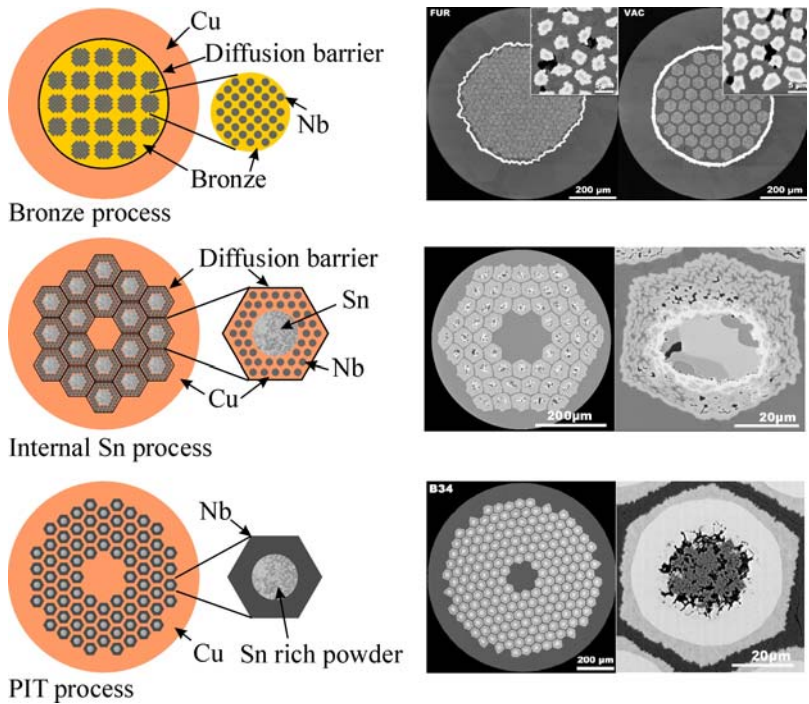 Cu
Diffusion barrier
Nb
Bronze
Bronze process
FUR
200 µm
VAC
200 µm
Diffusion barrier
Sn
Nb
Cu
Internal Sn process
200µm
20µm
Nb
Cu
Sn rich powder
PIT process
B34
200 µm
20µm